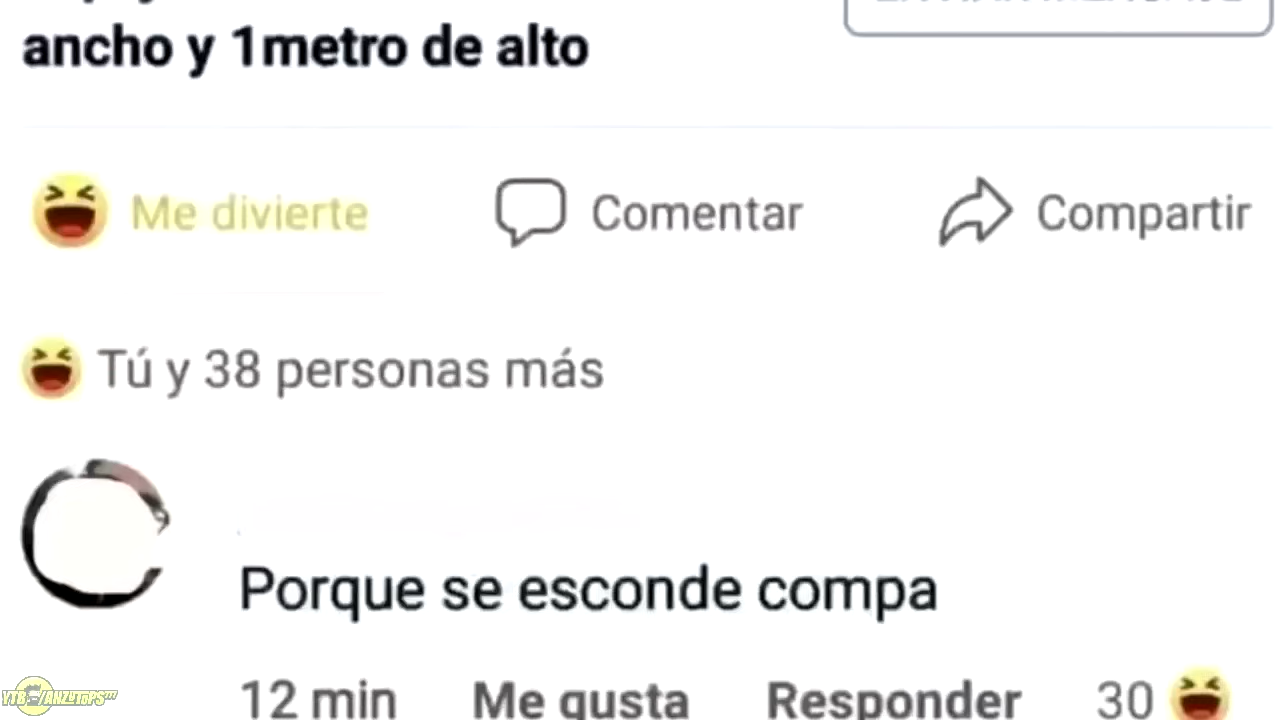 ancho y 1metro de alto
Me divierte
Comentar
Compartir
Tú y 38 personas más
Porque se esconde compa
12 min Me gusta Responder 30